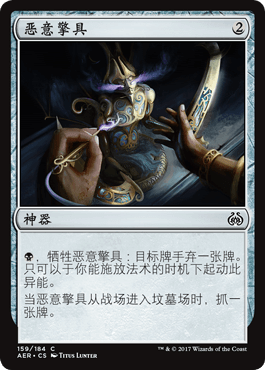 恶意擎具 2
神器
，牺牲恶意擎具：目标牌手弃一张牌。
只可以于你能施放法术的时机下起动此
异能。
当恶意擎具从战场进入坟墓场时，抓一
张牌。
159/184 C
AER • CS TITUS LUNTER
™ & © 2017 Wizards of the Coast